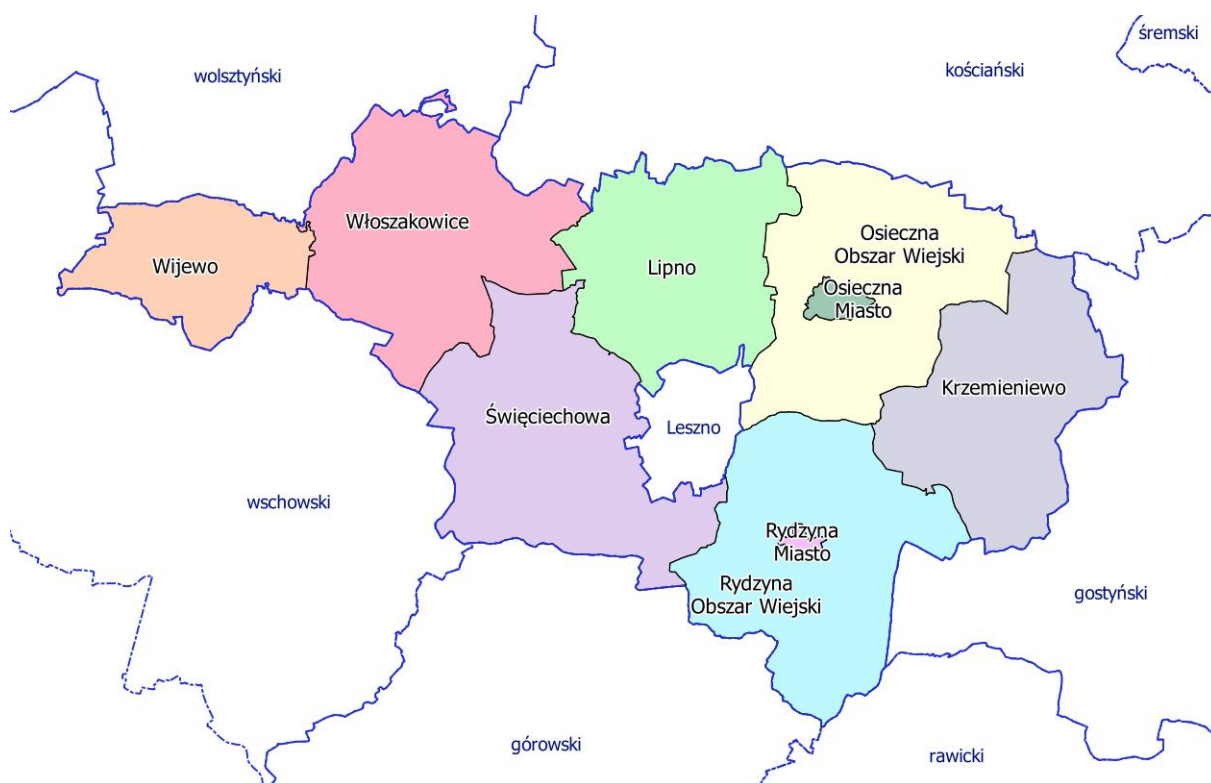 śremski
wolsztyński
kościański
Włoszakowice
Osieczna
Obszar Wiejski
Wijewo
Lipno
Osieczna
Miasto
Krzemieniewo
Święciechowa
Leszno
wschowski
Rydzyna
Miasto
Rydzyna
Obszar Wiejski
gostyński
górowski
rawicki